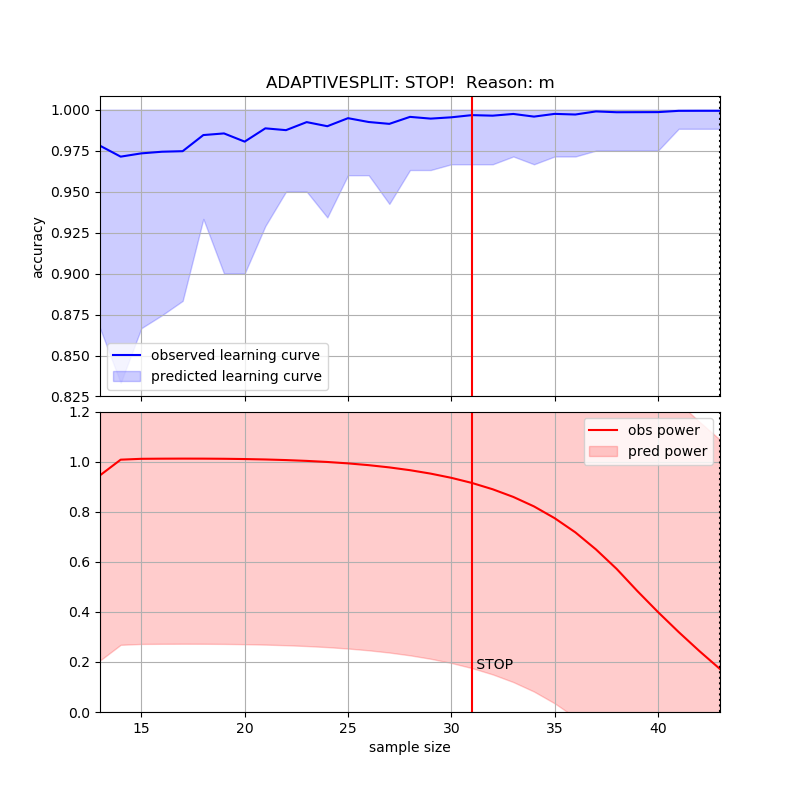 ADAPTIVESPLIT: STOP!  Reason: m
1.000
0.975
0.950
0.925
0.900
0.875
0.850
0.825
accuracy
observed learning curve
predicted learning curve
1.2
1.0
0.8
0.6
0.4
0.2
0.0
obs power
pred power
STOP
15 20 25 30 35 40
sample size